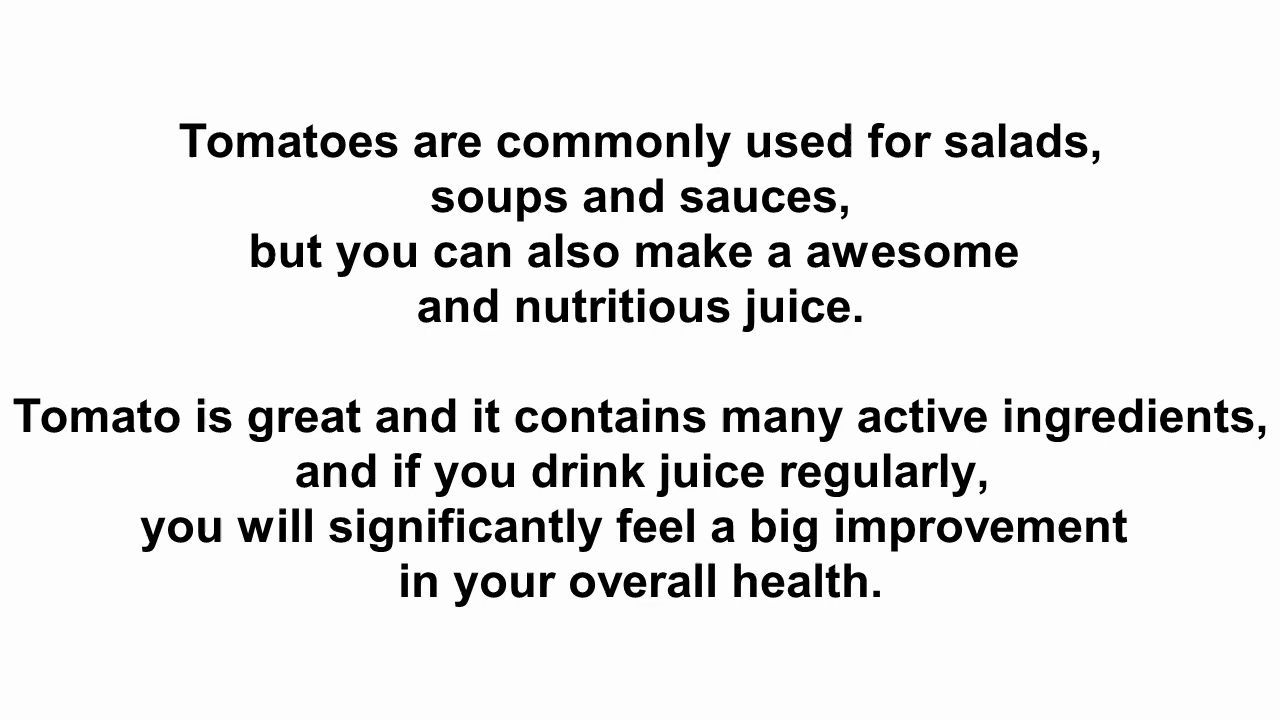 Tomatoes are commonly used for salads,
soups and sauces,
but you can also make a awesome
and nutritious juice.
Tomato is great and it contains many active ingredients,
and if you drink juice regularly,
you will significantly feel a big improvement
in your overall health.